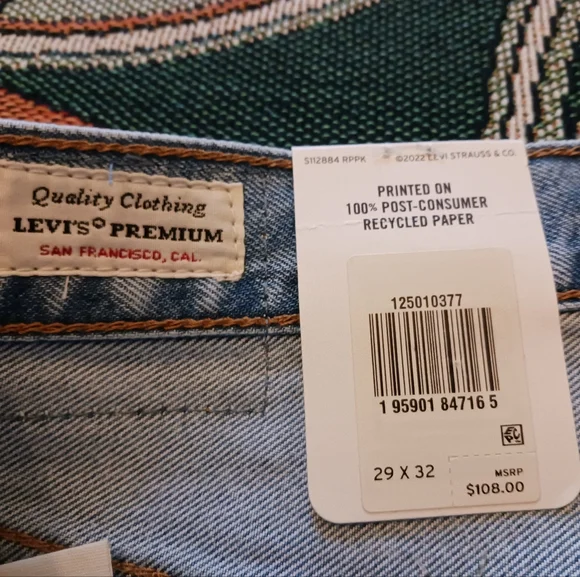 Quality Clothing
LEVI'S® PREMIUM
SAN FRANCISCO, CAL.
S112884 RPPK ©2022 LEVI STRAUSS & CO.
PRINTED ON
100% POST-CONSUMER
RECYCLED PAPER
125010377
1 95901 84716 5
29 X 32
MSRP
$108.00